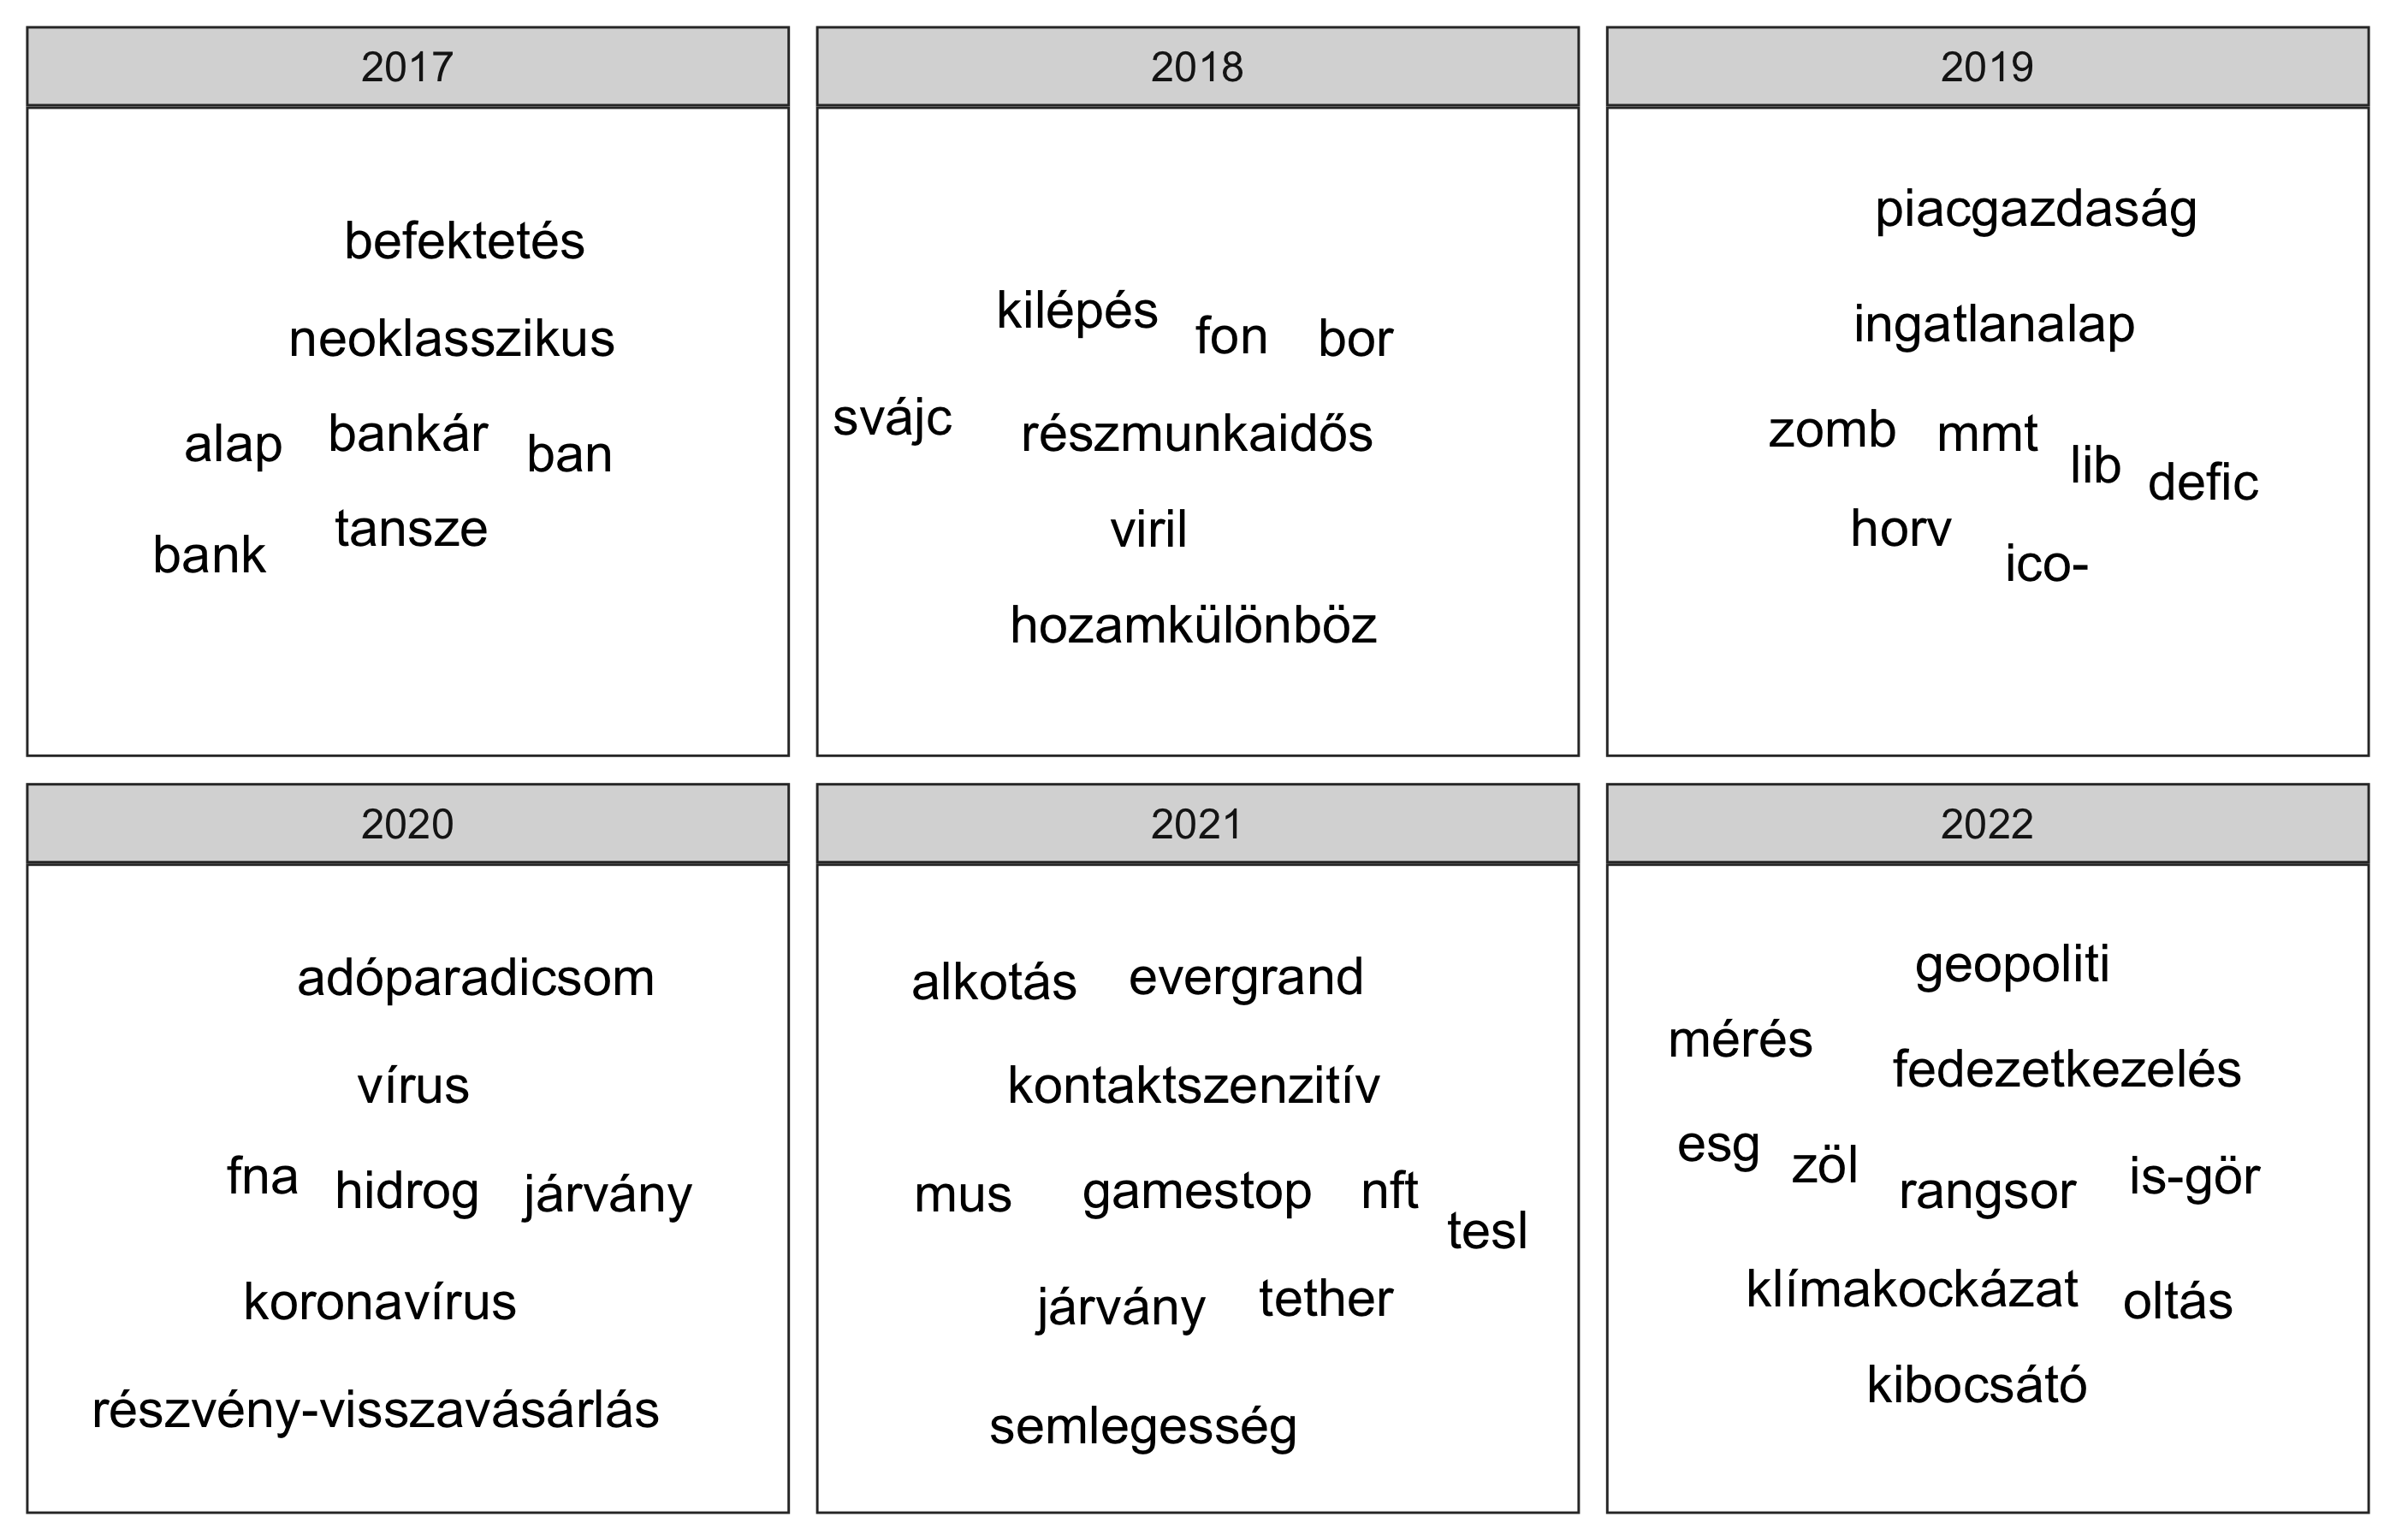 2017
befektetés
neoklasszikus
alap bankár ban
tansze
bank
2018
kilépés fon bor
svájc részmunkaidős
viril
hozamkülönböz
2019
piacgazdaság
ingatlanalap
zomb mmt lib defic
horv ico-
2020
adóparadicsom
vírus
fna hidrog járvány
koronavírus
részvény-visszavásárlás
2021
alkotás evergrand
kontaktszenzitív
mus gamestop nft tesl
járvány tether
semlegesség
2022
geopoliti
mérés fedezetkezelés
esg zöl rangsor is-gör
klímakockázat oltás
kibocsátó